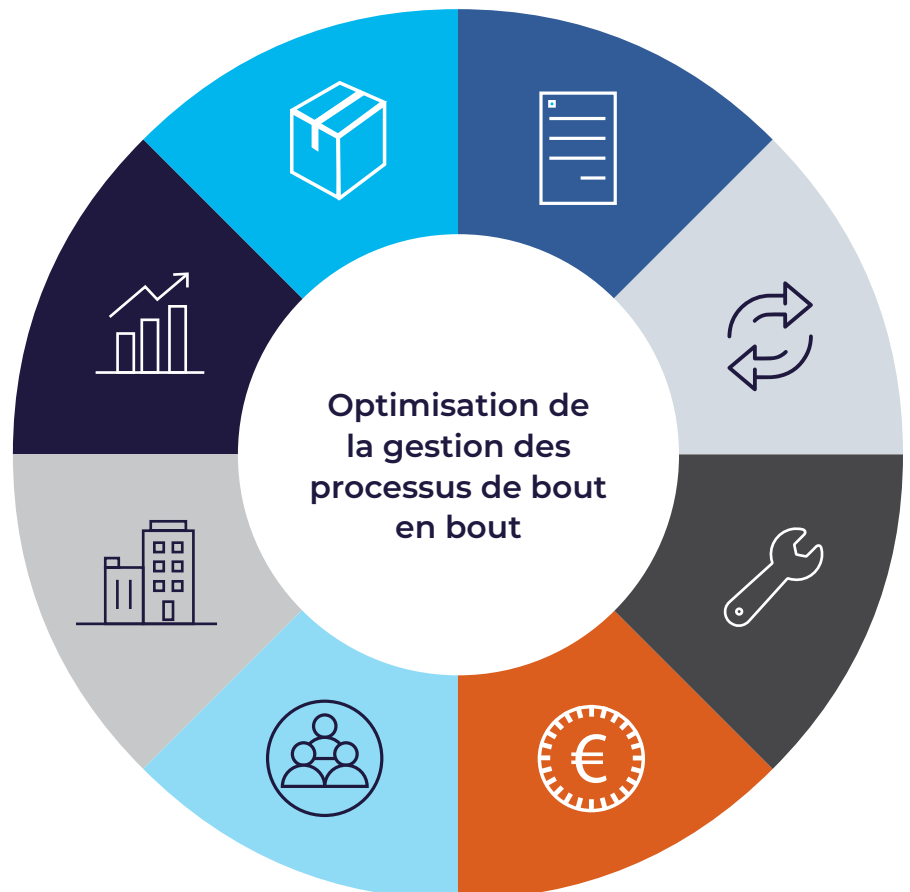 Optimisation de
la gestion des
processus de bout
en bout
€